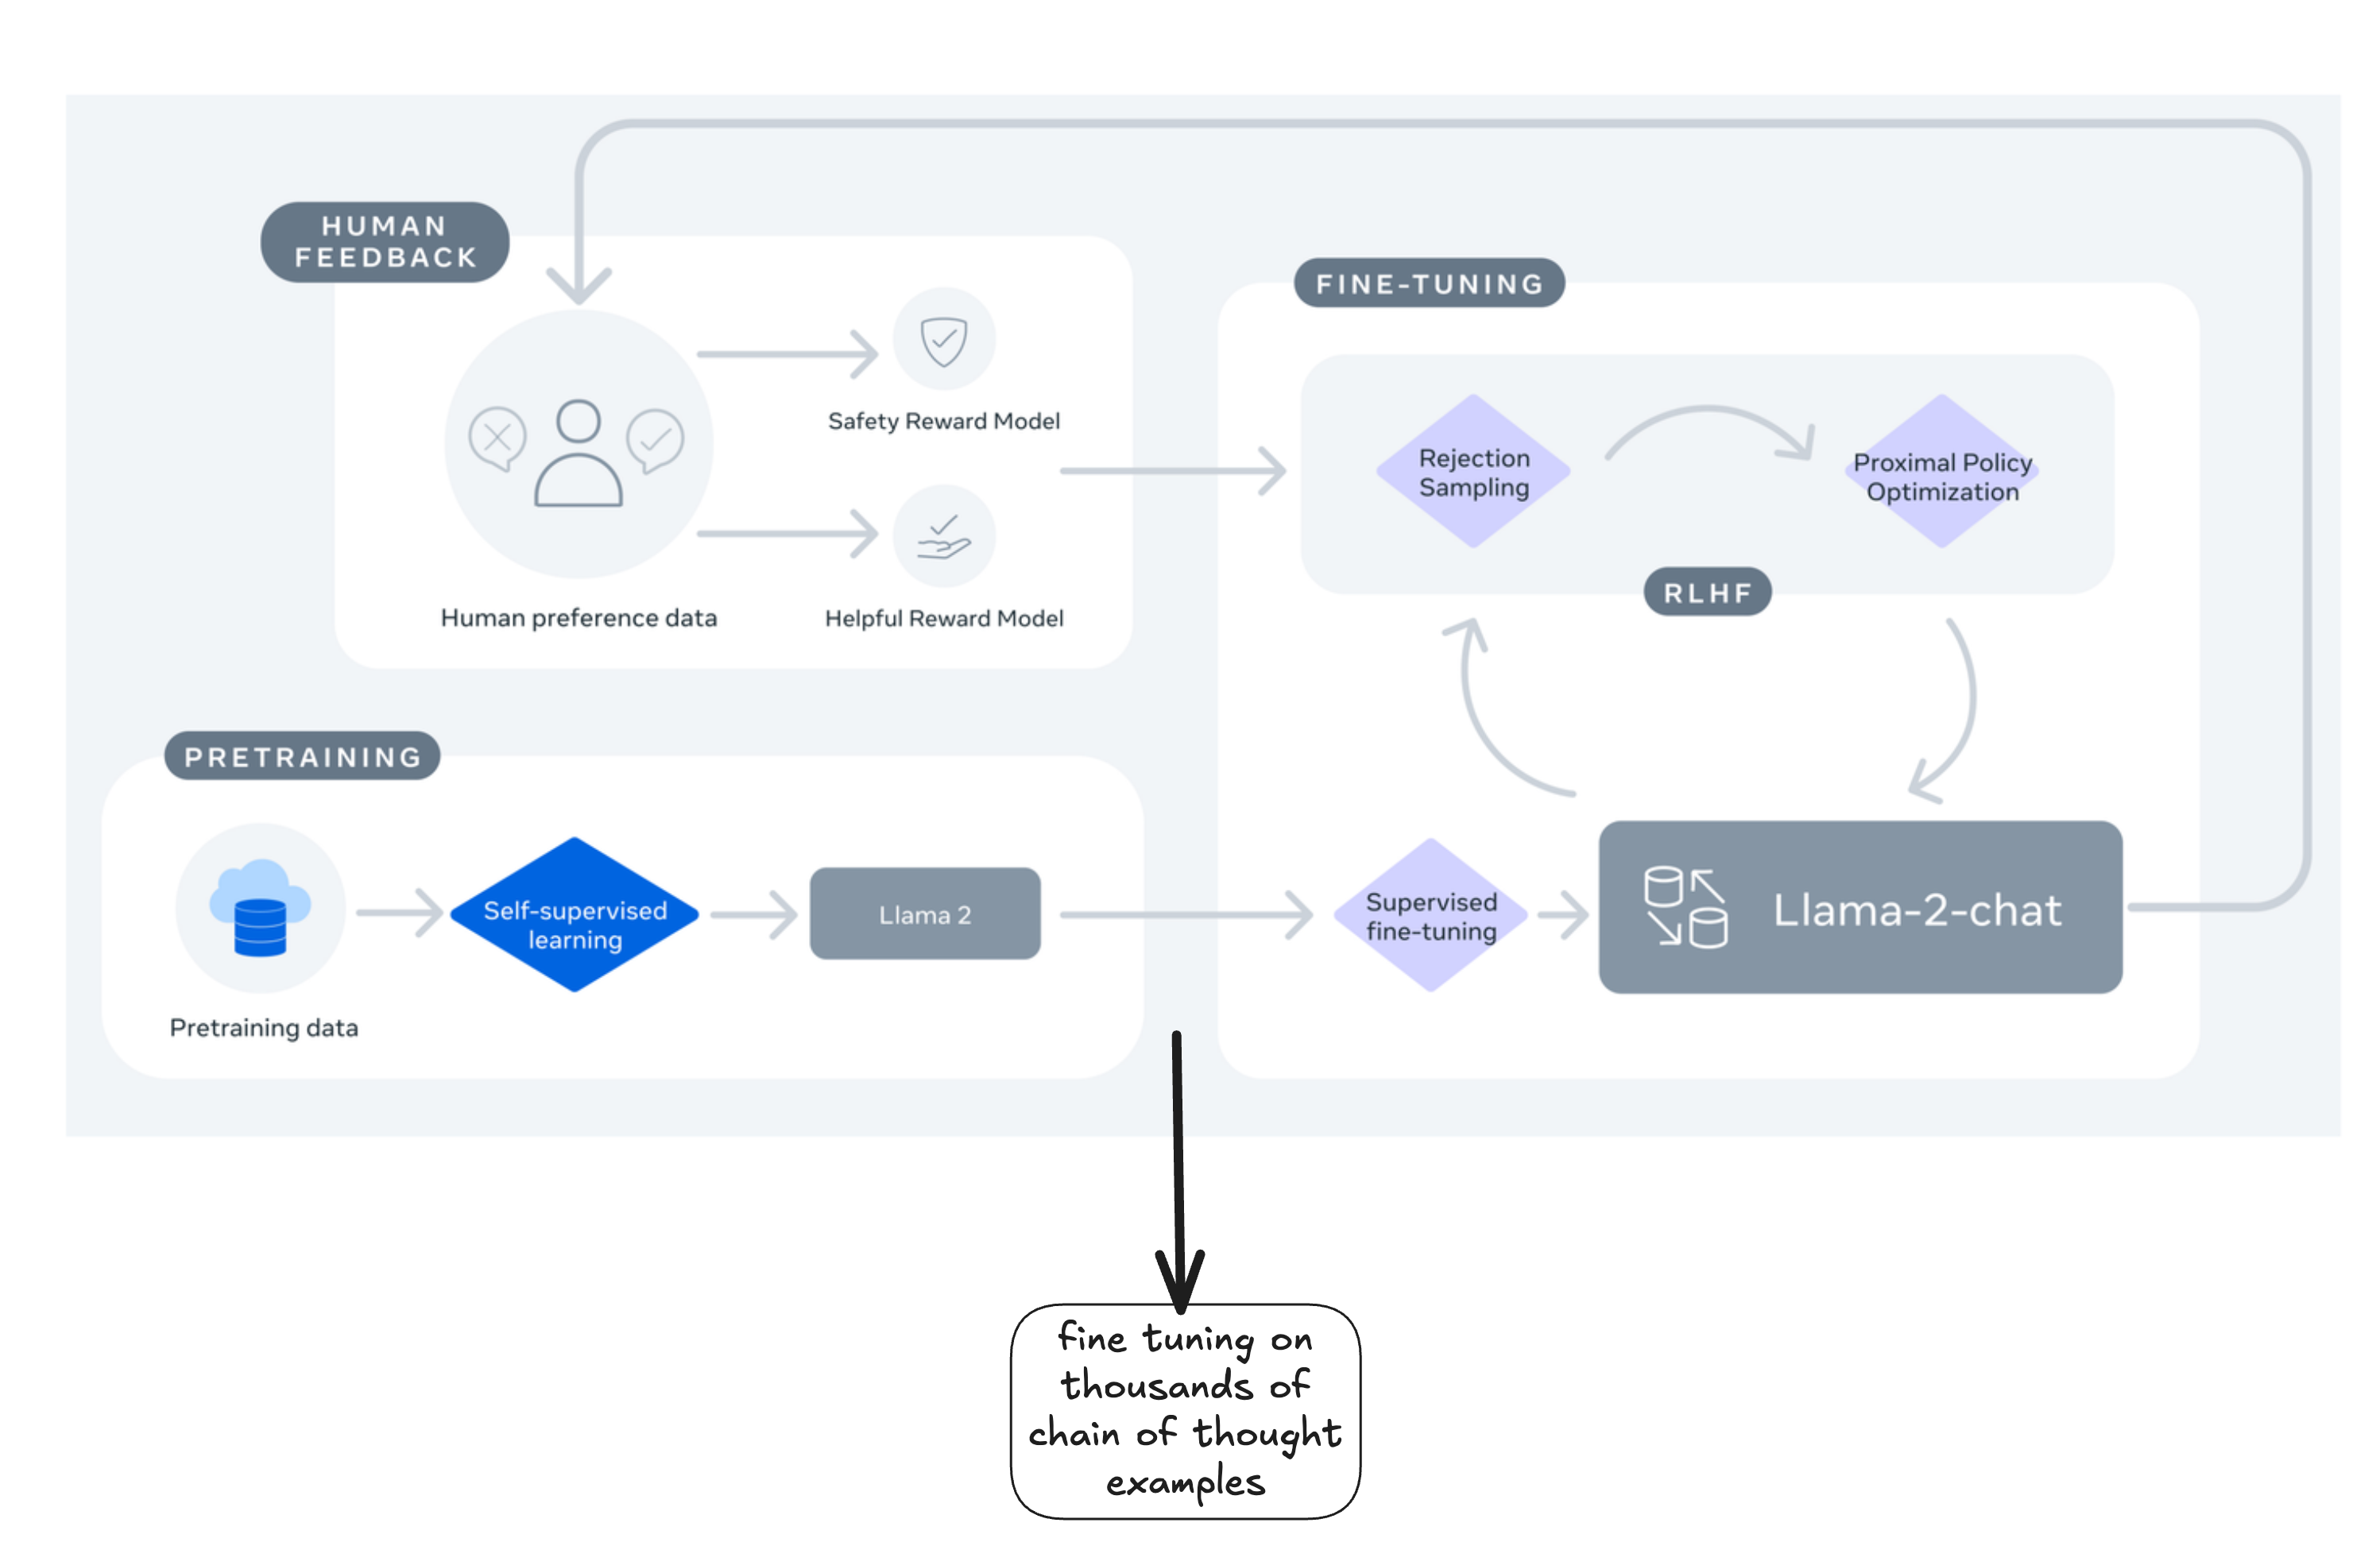 HUMAN
FEEDBACK
Safety Reward Model
Human preference data
Helpful Reward Model
FINE-TUNING
Rejection
Sampling
Proximal Policy
Optimization
RLHF
PRETRAINING
Pretraining data
Self-supervised
learning
Llama 2
Supervised
fine-tuning
Llama-2-chat
fine tuning on
thousands of
chain of thought
examples